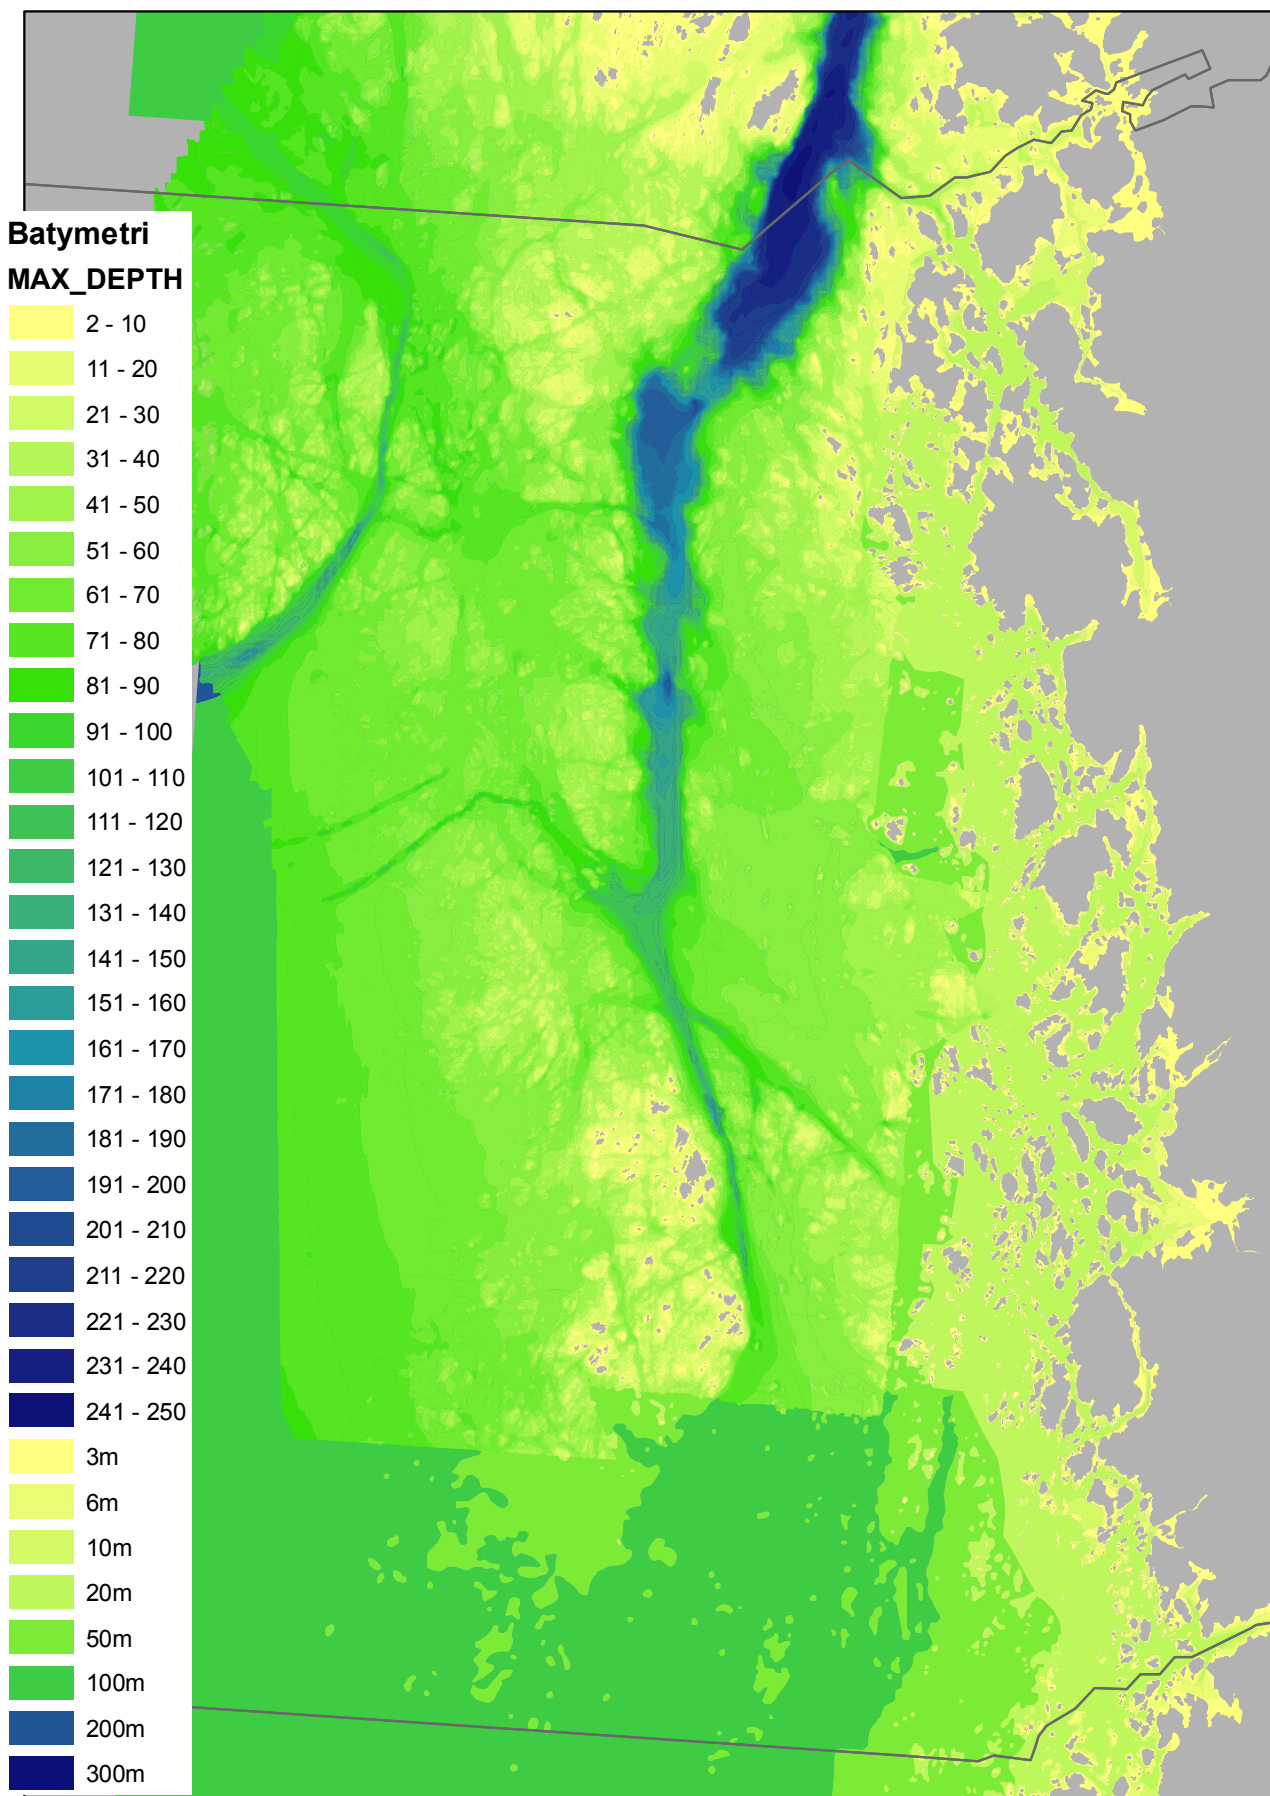 Batymetri
MAX_DEPTH
2 - 10
11 - 20
21 - 30
31 - 40
41 - 50
51 - 60
61 - 70
71 - 80
81 - 90
91 - 100
101 - 110
111 - 120
121 - 130
131 - 140
141 - 150
151 - 160
161 - 170
171 - 180
181 - 190
191 - 200
201 - 210
211 - 220
221 - 230
231 - 240
241 - 250
3m
6m
10m
20m
50m
100m
200m
300m